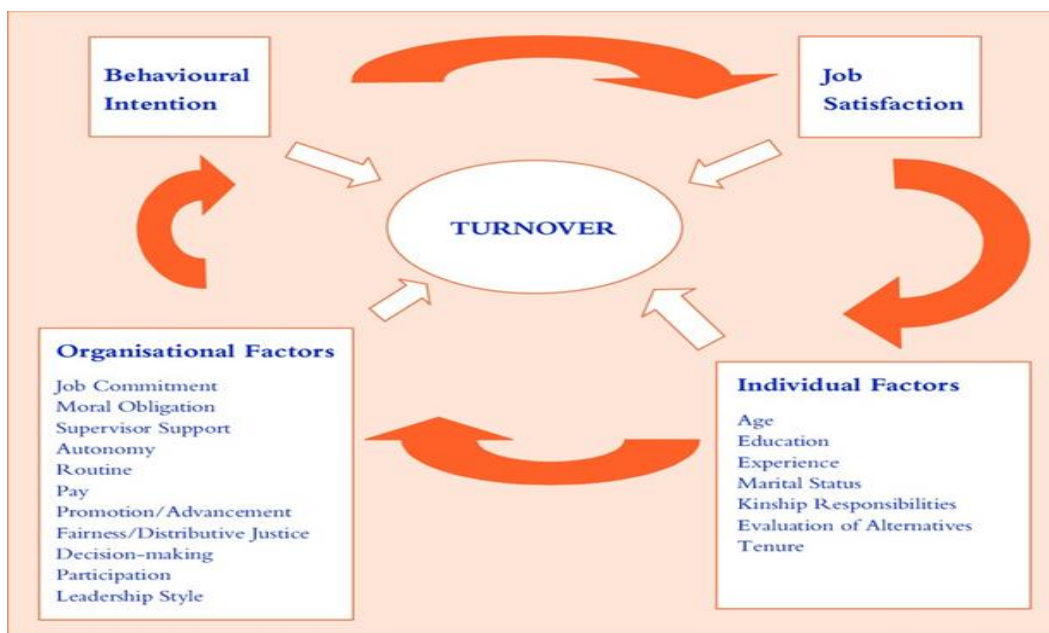 Behavioural
Intention
Job
Satisfaction
TURNOVER
Organisational Factors
Job Commitment
Moral Obligation
Supervisor Support
Autonomy
Routine
Pay
Promotion/Advancement
Fairness/Distributive Justice
Decision-making
Participation
Leadership Style
Individual Factors
Age
Education
Experience
Marital Status
Kinship Responsibilities
Evaluation of Alternatives
Tenure